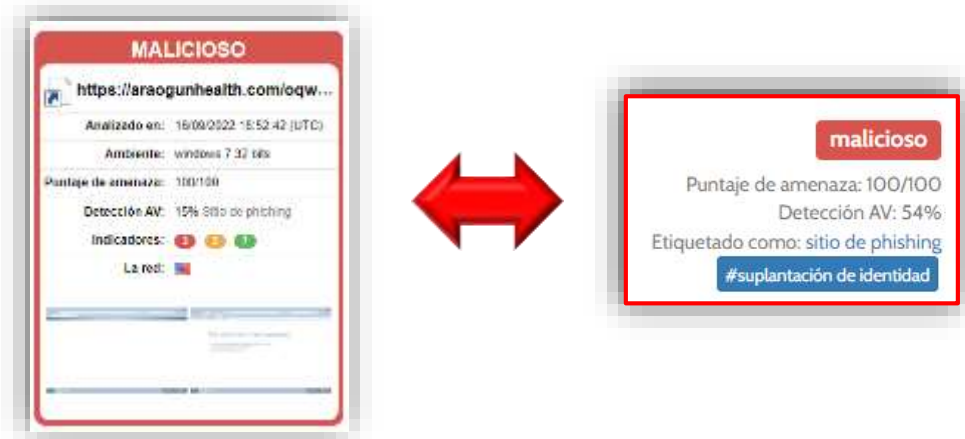 MALICIOSO
https://araogunhealth.com/oqw...
Analizado en: 16/09/2022 15:52:42 (UTC)
Ambiente: windows 7 32 bits
Puntaje de amenaza: 100/100
Detección AV: 15% Sitio de phishing
Indicadores:
La red:
malicioso
Puntaje de amenaza: 100/100
Detección AV: 54%
Etiquetado como: sitio de phishing
#suplantación de identidad